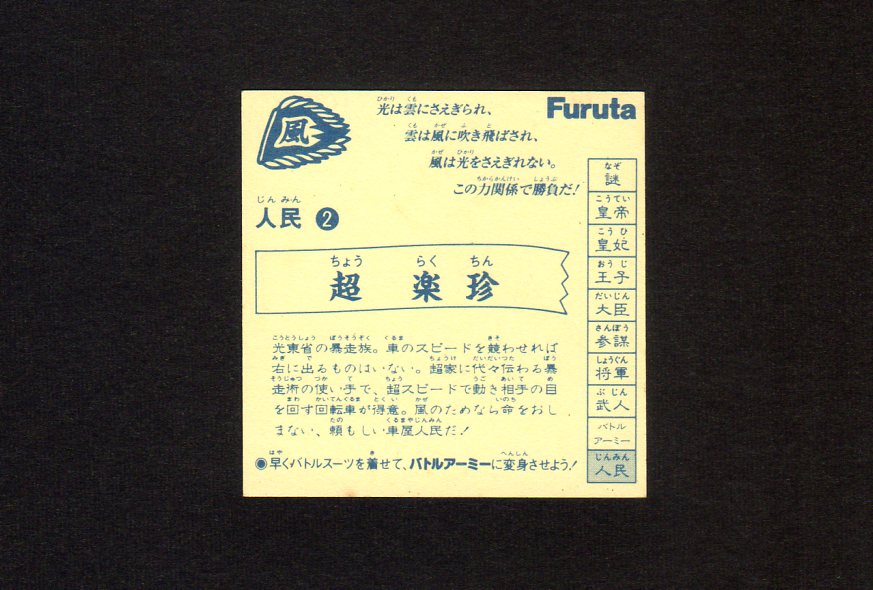 風
光は雲にさえぎられ、
雲は風に吹き飛ばされ、
風は光をさえぎれない。
この力関係で勝負だ!
Furuta
人民 2
超 楽 珍
光東省の暴走族。車のスピードを競わせれば
右に出るものはいない。超家に代々伝わる暴
走術の使い手で、超スピードで動き相手の目
を回す回転車が得意。風のためなら命をおし
まない、頼もしい車屋人民だ!
●早くバトルスーツを着せて、バトルアーミーに変身させよう!
謎
皇帝
皇妃
王子
大臣
参謀
将軍
武人
バトル
アーミー
人民